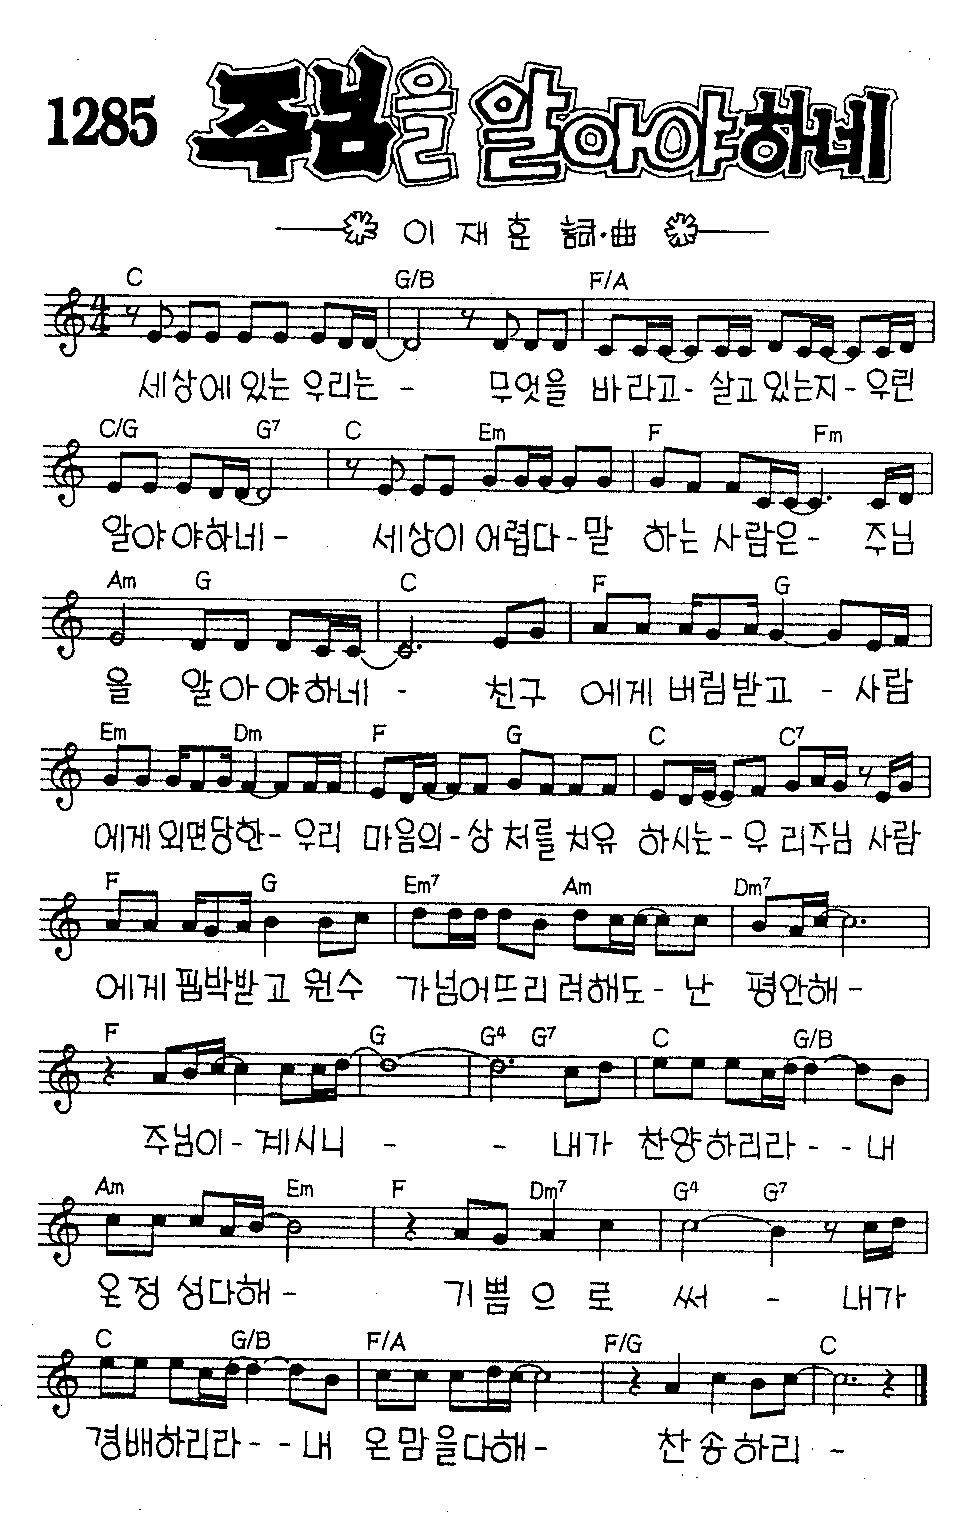 1285 주님을 알아야하네
이재훈 詞·曲
C G/B F/A
세상에 있는 우리는 - 무엇을 바라고 - 살고있는지 - 우린
C/G G7 C Em F Fm
알아야하네 - 세상이 어렵다 - 말 하는 사람은 - 주님
Am G C F G
을 알아야하네 - 친구 에게 버림받고 - 사람
Em Dm F G C C7
에게 외면당한 - 우리 마음의 - 상처를 치유 하시는 - 우리주님 사람
F G Em7 Am Dm7
에게 핍박받고 원수 가넘어뜨리려해도 - 난 평안해 -
F G G4 G7 C G/B
주님이 - 계시니 - - 내가 찬양하리라 - - 내
Am Em F Dm7 G4 G7
온정성다해 - 기쁨으로 써 - 내가
C G/B F/A F/G C
경배하리라 - - 내 온맘을다해 - 찬송하리 -